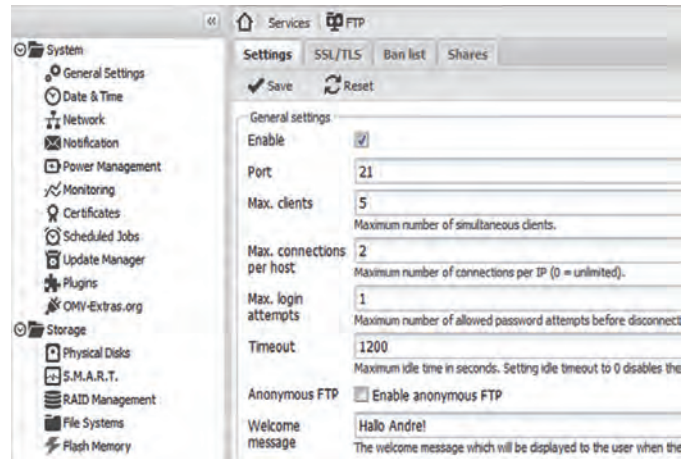 «
Services FTP
System
General Settings
Date & Time
Network
Notification
Power Management
Monitoring
Certificates
Scheduled Jobs
Update Manager
Plugins
OMV-Extras.org
Storage
Physical Disks
S.M.A.R.T.
RAID Management
File Systems
Flash Memory
Settings SSL/TLS Ban list Shares
Save Reset
General settings
Enable
Port 21
Max. clients 5
Maximum number of simultaneous clients.
Max. connections per host 2
Maximum number of connections per IP (0 = unlimited).
Max. login attempts 1
Maximum number of allowed password attempts before disconnecti
Timeout 1200
Maximum idle time in seconds. Setting idle timeout to 0 disables the
Anonymous FTP Enable anonymous FTP
Welcome message Hallo Andre!
The welcome message which will be displayed to the user when the